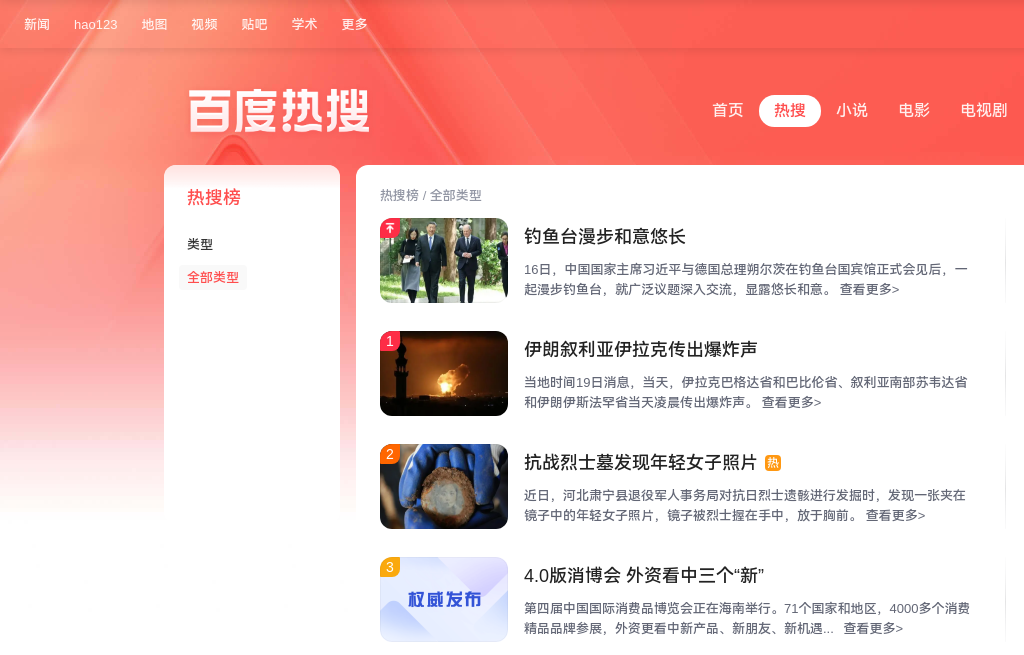 新闻 hao123 地图 视频 贴吧 学术 更多
百度热搜
首页 热搜 小说 电影 电视剧
热搜榜
类型
全部类型
热搜榜 / 全部类型
钓鱼台漫步和意悠长
16日，中国国家主席习近平与德国总理朔尔茨在钓鱼台国宾馆正式会见后，一
起漫步钓鱼台，就广泛议题深入交流，显露悠长和意。 查看更多>
1
伊朗叙利亚伊拉克传出爆炸声
当地时间19日消息，当天，伊拉克巴格达省和巴比伦省、叙利亚南部苏韦达省
和伊朗伊斯法罕省当天凌晨传出爆炸声。 查看更多>
2
抗战烈士墓发现年轻女子照片 热
近日，河北肃宁县退役军人事务局对抗日烈士遗骸进行发掘时，发现一张夹在
镜子中的年轻女子照片，镜子被烈士握在手中，放于胸前。 查看更多>
3
权威发布
4.0版消博会 外资看中三个“新”
第四届中国国际消费品博览会正在海南举行。71个国家和地区，4000多个消费
精品品牌参展，外资更看中新产品、新朋友、新机遇... 查看更多>